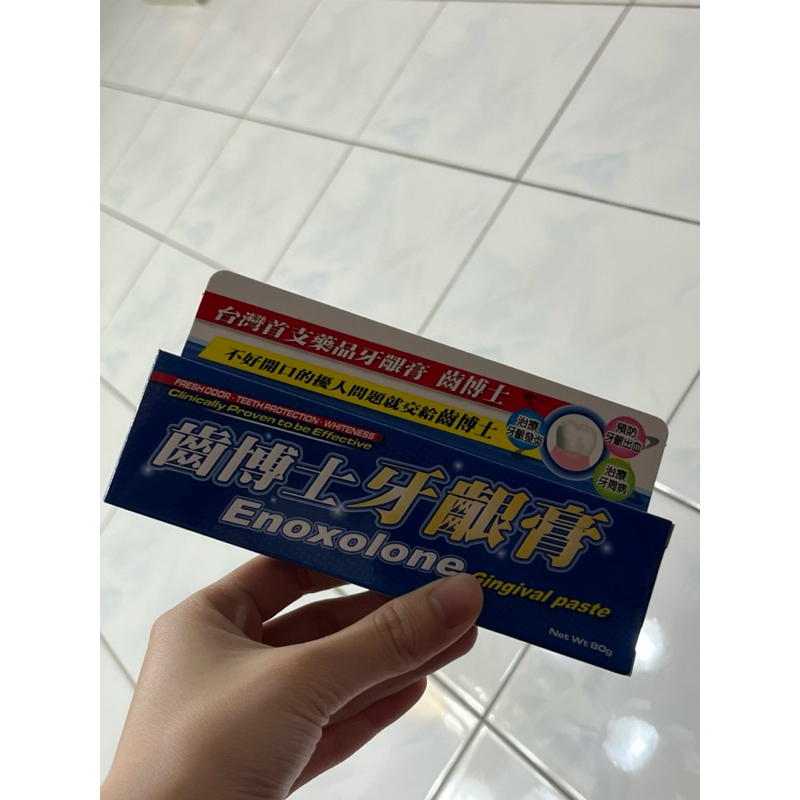 台灣首支藥品牙齦膏 齒博士
不好開口的擾人問題就交給齒博士
治療
牙齦發炎
預防
牙齦出血
治療
牙周病
FRESH ODOR · TEETH PROTECTION · WHITENESS
Clinically Proven to be Effective
齒博士牙齦膏
Enoxolone
Gingival paste
Net Wt 80g